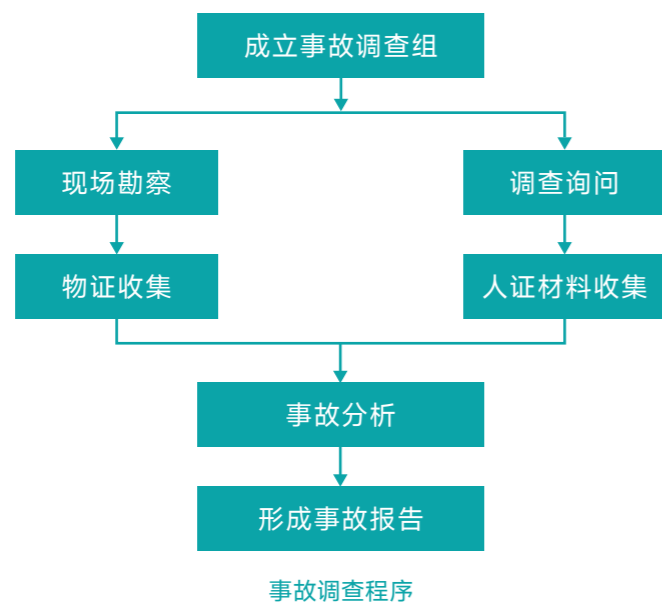 成立事故调查组
现场勘察
调查询问
物证收集
人证材料收集
事故分析
形成事故报告
事故调查程序